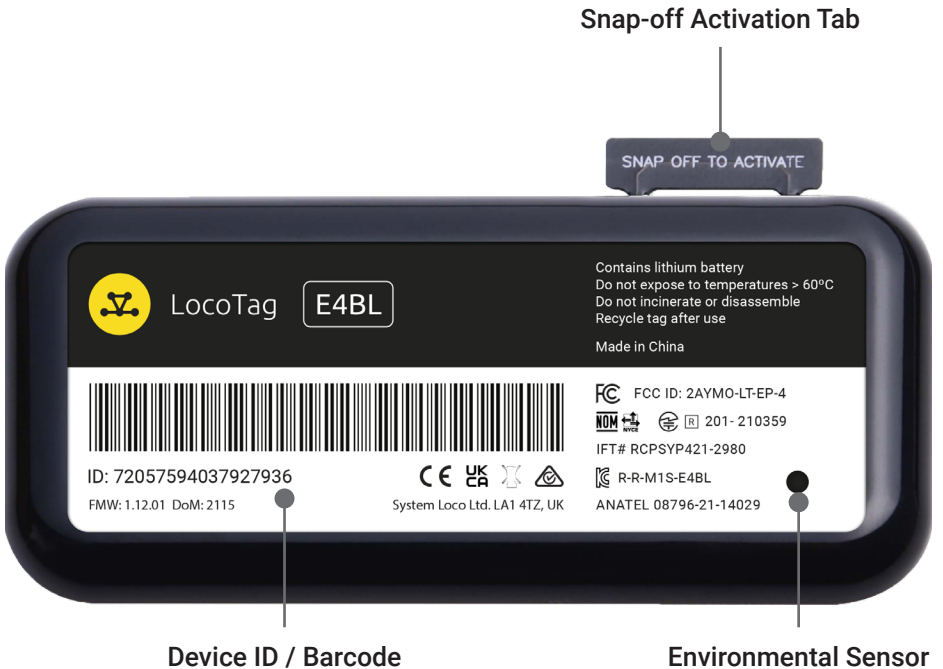 Snap-off Activation Tab
SNAP OFF TO ACTIVATE
LocoTag E4BL
Contains lithium battery
Do not expose to temperatures > 60ºC
Do not incinerate or disassemble
Recycle tag after use
Made in China
ID: 72057594037927936
FMW: 1.12.01 DoM: 2115
CE UK CA
System Loco Ltd. LA1 4TZ, UK
FC FCC ID: 2AYMO-LT-EP-4
NOM NYCE R 201- 210359
IFT# RCPSYP421-2980
R-R-M1S-E4BL
ANATEL 08796-21-14029
Device ID / Barcode
Environmental Sensor